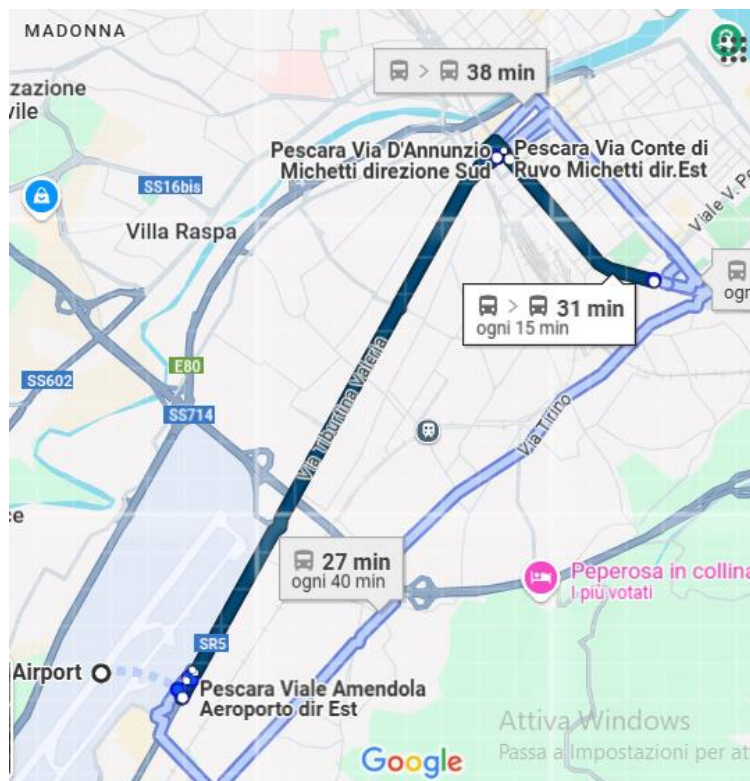 MADONNA
zazione
vile
> 38 min
Pescara Via D'Annunzio
Michetti direzione Sud
Pescara Via Conte di
Ruvo Michetti dir.Est
SS16bis
Villa Raspa
Viale V. Pe
ogn
> 31 min
ogni 15 min
E80
SS602
SS714
Via Tiburtina Valeria
Via Tirino
ce
27 min
ogni 40 min
Peperosa in collina
I più votati
SR5
Airport
Pescara Viale Amendola
Aeroporto dir Est
Attiva Windows
Passa a Impostazioni per at
Google